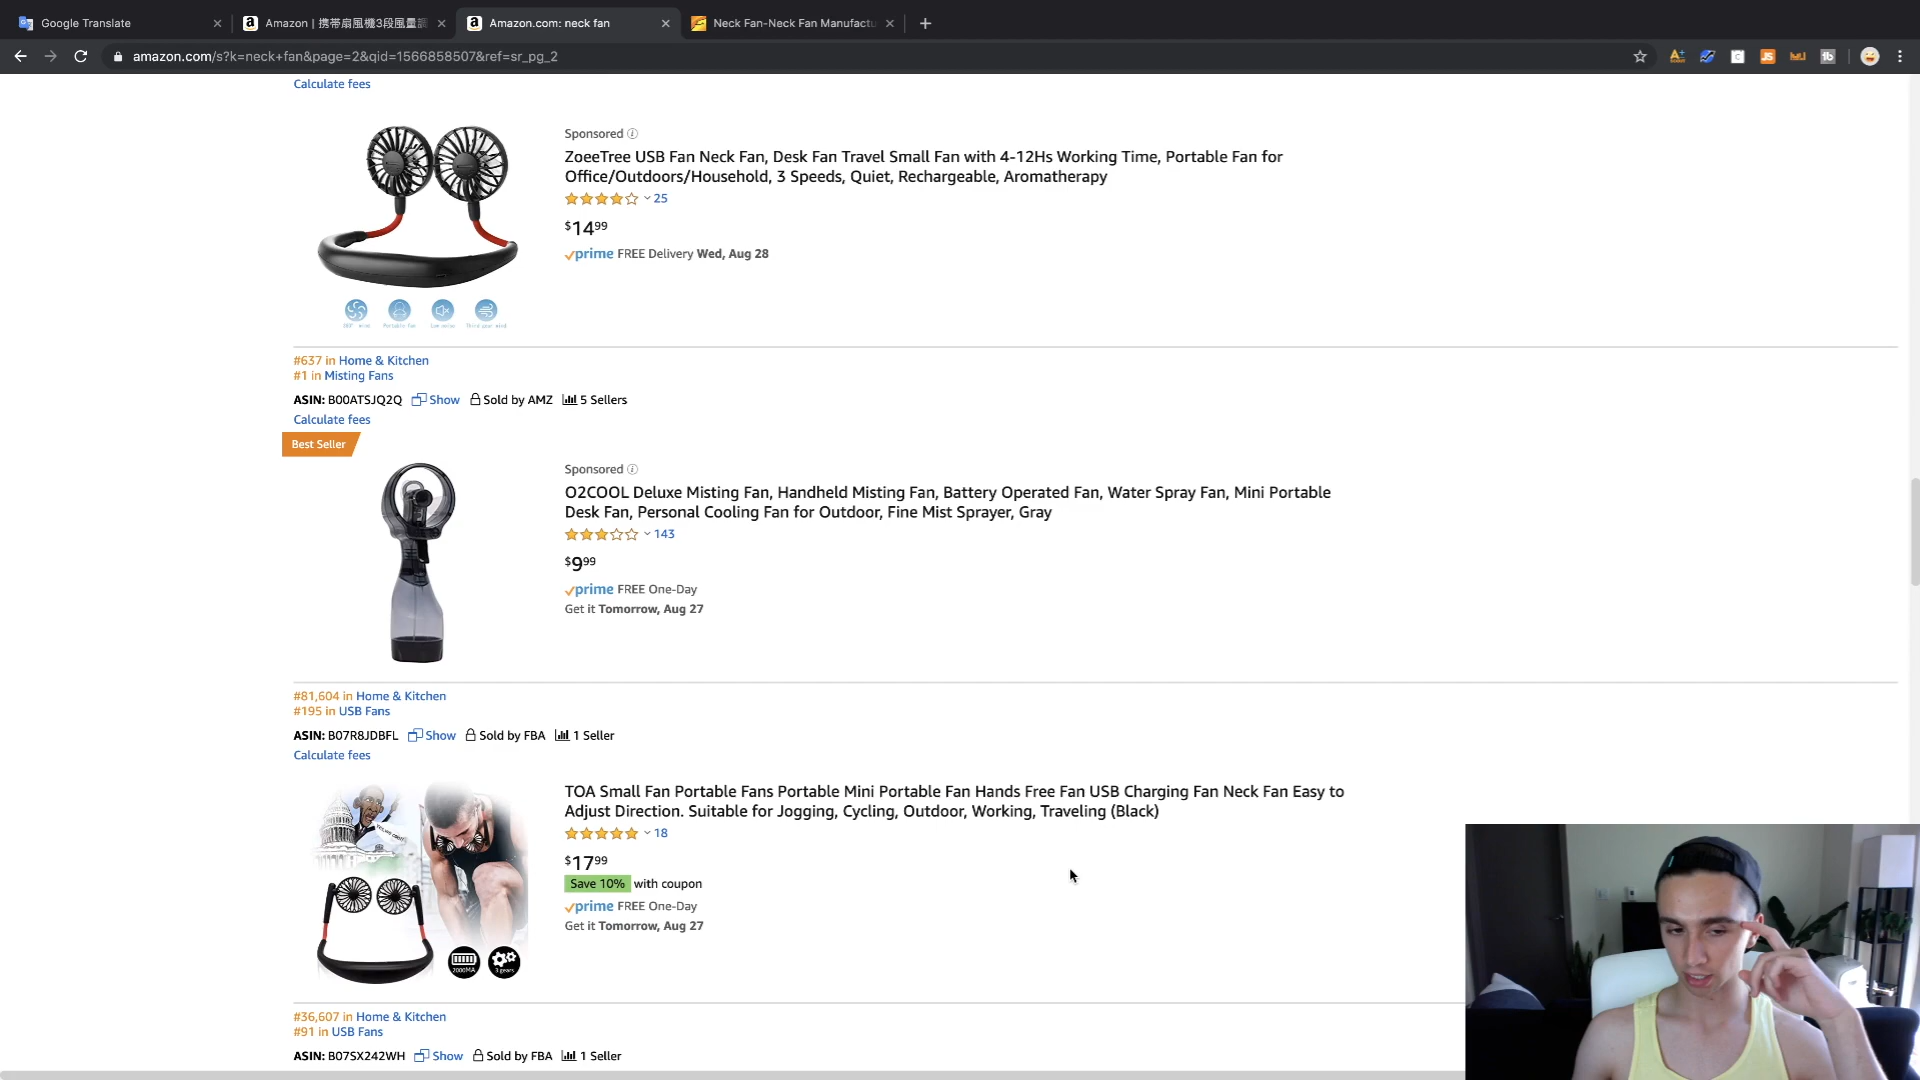 Google Translate
Amazon | 携帯扇風機3段風量調
Amazon.com: neck fan
Neck Fan-Neck Fan Manufactu
amazon.com/s?k=neck+fan&page=2&qid=1566858507&ref=sr_pg_2
Calculate fees
Sponsored
ZoeeTree USB Fan Neck Fan, Desk Fan Travel Small Fan with 4-12Hs Working Time, Portable Fan for
Office/Outdoors/Household, 3 Speeds, Quiet, Rechargeable, Aromatherapy
25
$14.99
prime FREE Delivery Wed, Aug 28
Portable Fan Low noise
#637 in Home & Kitchen
#1 in Misting Fans
ASIN: B00ATSJQ2Q Show Sold by AMZ 5 Sellers
Calculate fees
Best Seller
Sponsored
O2COOL Deluxe Misting Fan, Handheld Misting Fan, Battery Operated Fan, Water Spray Fan, Mini Portable
Desk Fan, Personal Cooling Fan for Outdoor, Fine Mist Sprayer, Gray
143
$9.99
prime FREE One-Day
Get it Tomorrow, Aug 27
#81,604 in Home & Kitchen
#195 in USB Fans
ASIN: B07R8JDBFL Show Sold by FBA 1 Seller
Calculate fees
TOA Small Fan Portable Fans Portable Mini Portable Fan Hands Free Fan USB Charging Fan Neck Fan Easy to
Adjust Direction. Suitable for Jogging, Cycling, Outdoor, Working, Traveling (Black)
18
$17.99
Save 10% with coupon
prime FREE One-Day
Get it Tomorrow, Aug 27
2000MA
3 gears
#36,607 in Home & Kitchen
#91 in USB Fans
ASIN: B07SX242WH Show Sold by FBA 1 Seller